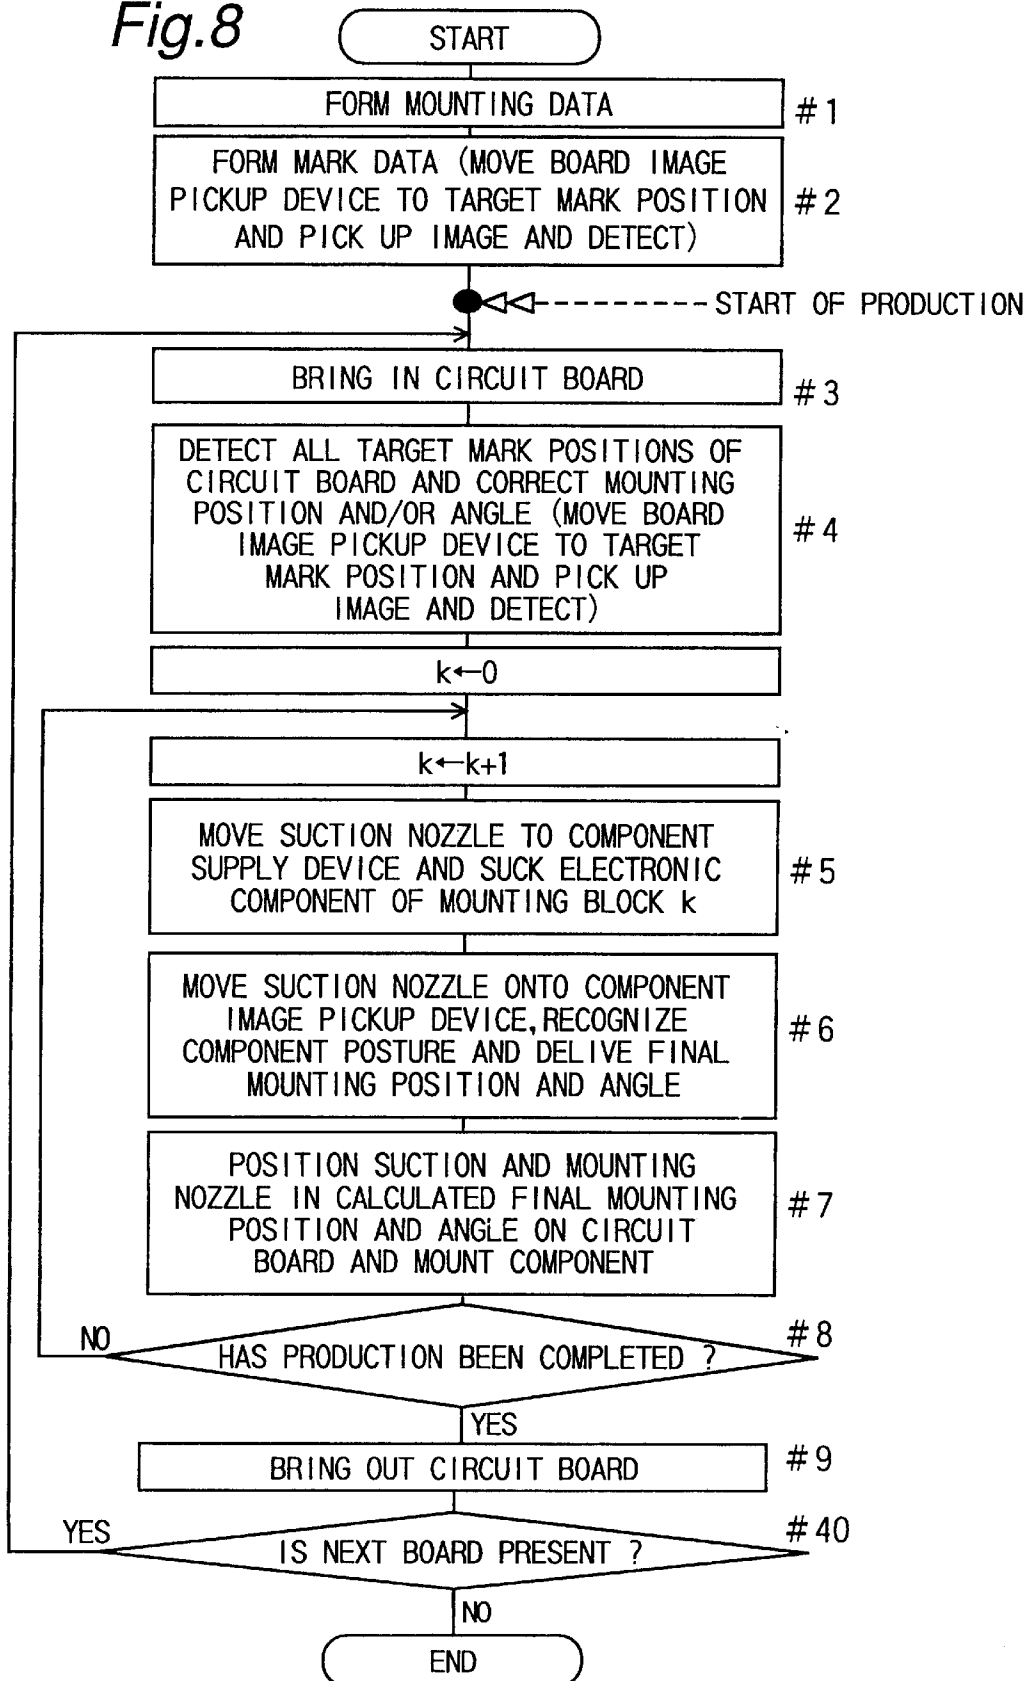 Fig.8
START
FORM MOUNTING DATA
#1
FORM MARK DATA (MOVE BOARD IMAGE
PICKUP DEVICE TO TARGET MARK POSITION
AND PICK UP IMAGE AND DETECT)
#2
START OF PRODUCTION
BRING IN CIRCUIT BOARD
#3
DETECT ALL TARGET MARK POSITIONS OF
CIRCUIT BOARD AND CORRECT MOUNTING
POSITION AND/OR ANGLE (MOVE BOARD
IMAGE PICKUP DEVICE TO TARGET
MARK POSITION AND PICK UP
IMAGE AND DETECT)
#4
k←0
k←k+1
MOVE SUCTION NOZZLE TO COMPONENT
SUPPLY DEVICE AND SUCK ELECTRONIC
COMPONENT OF MOUNTING BLOCK k
#5
MOVE SUCTION NOZZLE ONTO COMPONENT
IMAGE PICKUP DEVICE,RECOGNIZE
COMPONENT POSTURE AND DELIVE FINAL
MOUNTING POSITION AND ANGLE
#6
POSITION SUCTION AND MOUNTING
NOZZLE IN CALCULATED FINAL MOUNTING
POSITION AND ANGLE ON CIRCUIT
BOARD AND MOUNT COMPONENT
#7
NO
HAS PRODUCTION BEEN COMPLETED ?
#8
YES
BRING OUT CIRCUIT BOARD
#9
YES
IS NEXT BOARD PRESENT ?
#40
NO
END